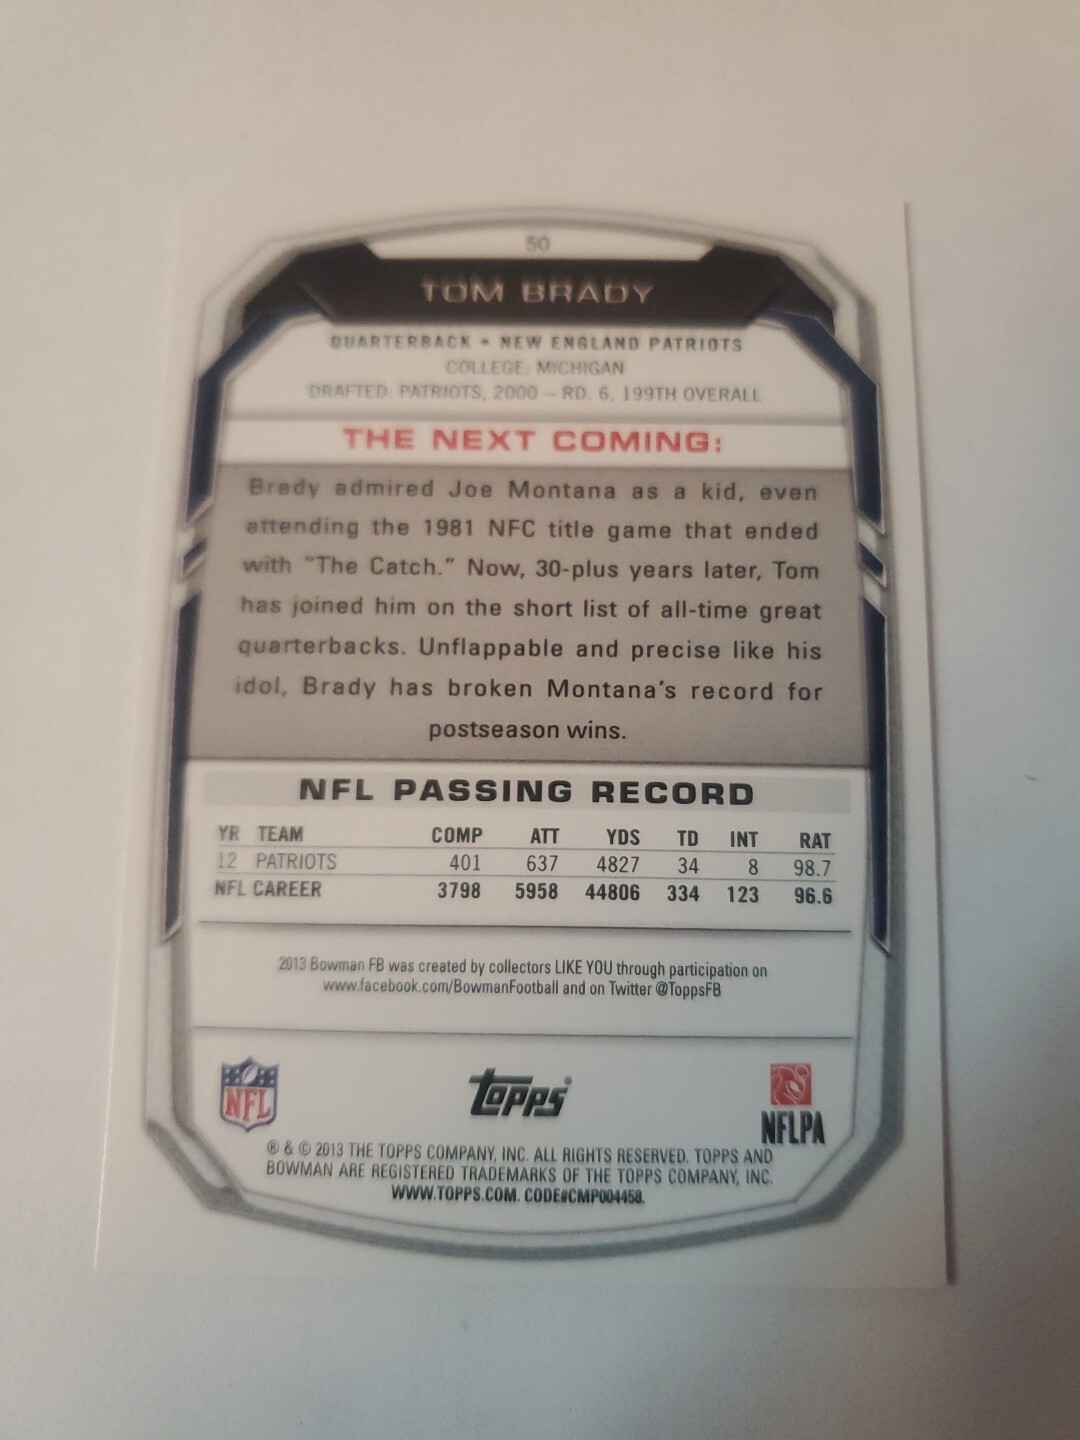 50
TOM BRADY
QUARTERBACK • NEW ENGLAND PATRIOTS
COLLEGE: MICHIGAN
DRAFTED: PATRIOTS, 2000 – RD. 6, 199TH OVERALL
THE NEXT COMING:
Brady admired Joe Montana as a kid, even
attending the 1981 NFC title game that ended
with "The Catch." Now, 30-plus years later, Tom
has joined him on the short list of all-time great
quarterbacks. Unflappable and precise like his
idol, Brady has broken Montana's record for
postseason wins.
NFL PASSING RECORD
YR TEAM COMP ATT YDS TD INT RAT
12 PATRIOTS 401 637 4827 34 8 98.7
NFL CAREER 3798 5958 44806 334 123 96.6
2013 Bowman FB was created by collectors LIKE YOU through participation on
www.facebook.com/BowmanFootball and on Twitter @ToppsFB
NFL
topps®
NFLPA
® & © 2013 THE TOPPS COMPANY, INC. ALL RIGHTS RESERVED. TOPPS AND
BOWMAN ARE REGISTERED TRADEMARKS OF THE TOPPS COMPANY, INC.
WWW.TOPPS.COM. CODE#CMP004458.